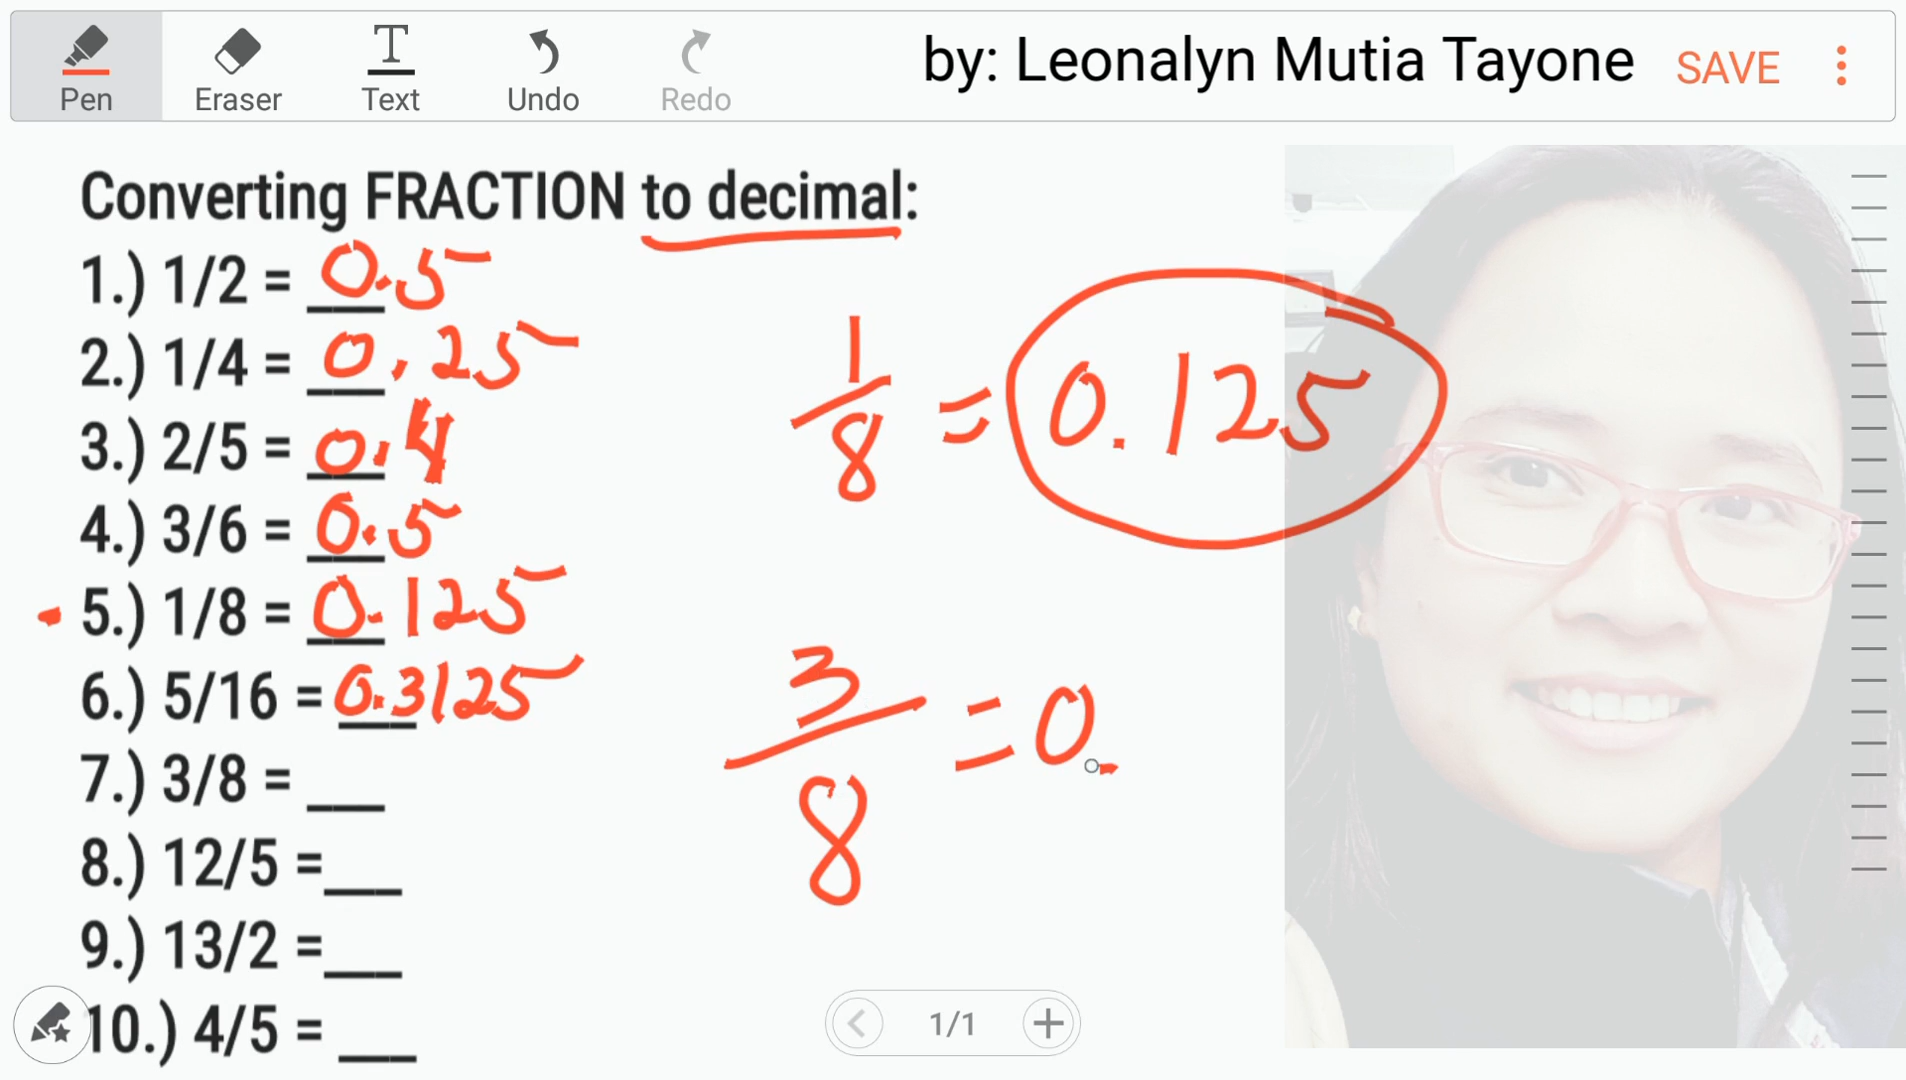 Pen Eraser Text Undo Redo by: Leonalyn Mutia Tayone SAVE
Converting FRACTION to decimal:
1.) 1/2 = 0.5
2.) 1/4 = 0.25
3.) 2/5 = 0.4
4.) 3/6 = 0.5
5.) 1/8 = 0.125
6.) 5/16 = 0.3125
7.) 3/8 = ___
8.) 12/5 =___
9.) 13/2 =___
10.) 4/5 = ___
1/8 = 0.125
3/8 = 0.
1/1